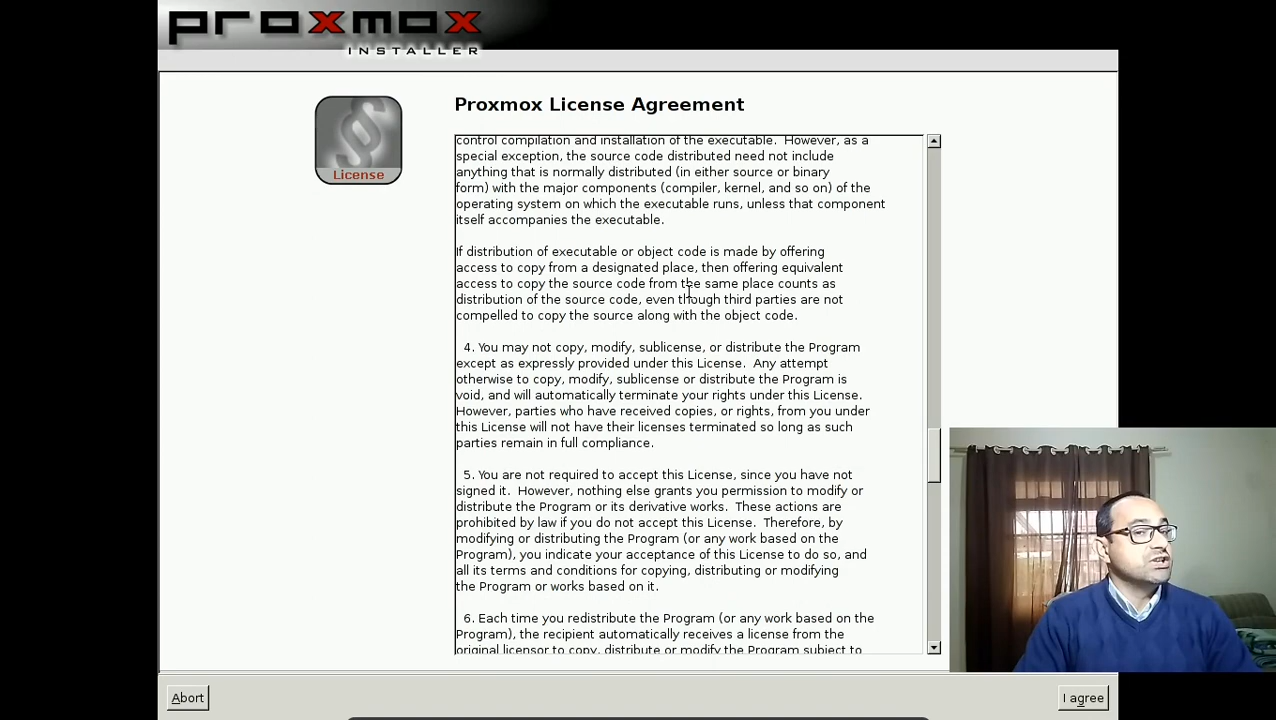 proxmox
INSTALLER
License
Proxmox License Agreement
control compilation and installation of the executable.  However, as a
special exception, the source code distributed need not include
anything that is normally distributed (in either source or binary
form) with the major components (compiler, kernel, and so on) of the
operating system on which the executable runs, unless that component
itself accompanies the executable.
If distribution of executable or object code is made by offering
access to copy from a designated place, then offering equivalent
access to copy the source code from the same place counts as
distribution of the source code, even though third parties are not
compelled to copy the source along with the object code.
4. You may not copy, modify, sublicense, or distribute the Program
except as expressly provided under this License.  Any attempt
otherwise to copy, modify, sublicense or distribute the Program is
void, and will automatically terminate your rights under this License.
However, parties who have received copies, or rights, from you under
this License will not have their licenses terminated so long as such
parties remain in full compliance.
5. You are not required to accept this License, since you have not
signed it.  However, nothing else grants you permission to modify or
distribute the Program or its derivative works.  These actions are
prohibited by law if you do not accept this License.  Therefore, by
modifying or distributing the Program (or any work based on the
Program), you indicate your acceptance of this License to do so, and
all its terms and conditions for copying, distributing or modifying
the Program or works based on it.
6. Each time you redistribute the Program (or any work based on the
Program), the recipient automatically receives a license from the
original licensor to copy, distribute or modify the Program subject to
Abort
I agree